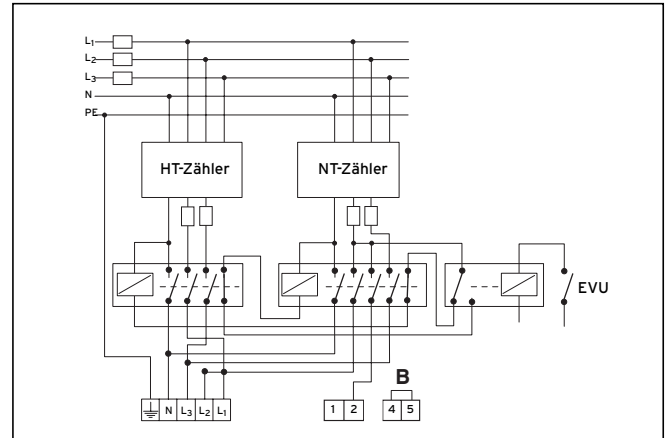 L1
L2
L3
N
PE
HT-Zähler
NT-Zähler
EVU
B
N L3 L2 L1
1 2
4 5